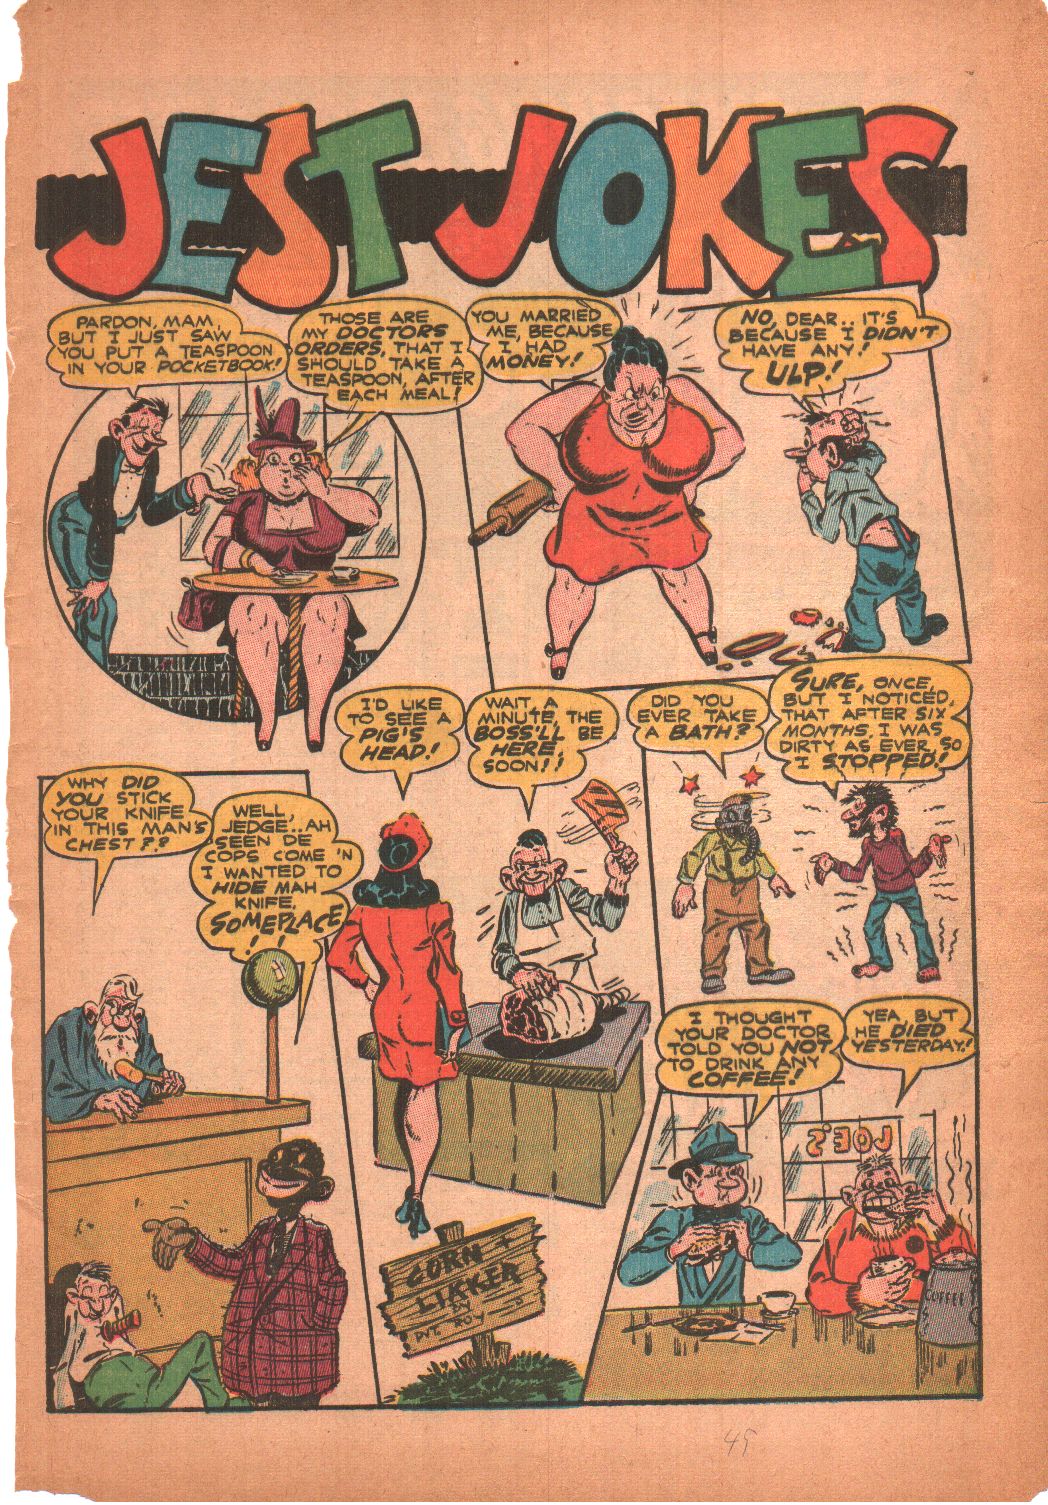 JEST JOKES
PARDON, MAM,
BUT I JUST SAW
YOU PUT A TEASPOON
IN YOUR POCKETBOOK!
THOSE ARE
MY DOCTORS
ORDERS, THAT I
SHOULD TAKE A
TEASPOON, AFTER
EACH MEAL!
YOU MARRIED
ME, BECAUSE
I HAD
MONEY!
NO, DEAR.. IT'S
BECAUSE I DIDN'T
HAVE ANY!
ULP!
WHY DID
YOU STICK
YOUR KNIFE
IN THIS MAN'S
CHEST??
WELL,
JEDGE..AH
SEEN DE
COPS COME 'N
I WANTED TO
HIDE MAH
KNIFE,
SOMEPLACE
!!
I'D LIKE
TO SEE A
PIG'S
HEAD!
WAIT A
MINUTE, THE
BOSS'LL BE
HERE,
SOON!!
DID YOU
EVER TAKE
A BATH?
SURE, ONCE,
BUT I NOTICED,
THAT AFTER SIX
MONTHS, I WAS
DIRTY AS EVER, SO
I STOPPED!
I THOUGHT
YOUR DOCTOR
TOLD YOU NOT
TO DRINK ANY
COFFEE!
YEA, BUT
HE DIED
YESTERDAY!
JOE'S
COFFEE
CORN
LIKKER
BY
PVT. ROY
49